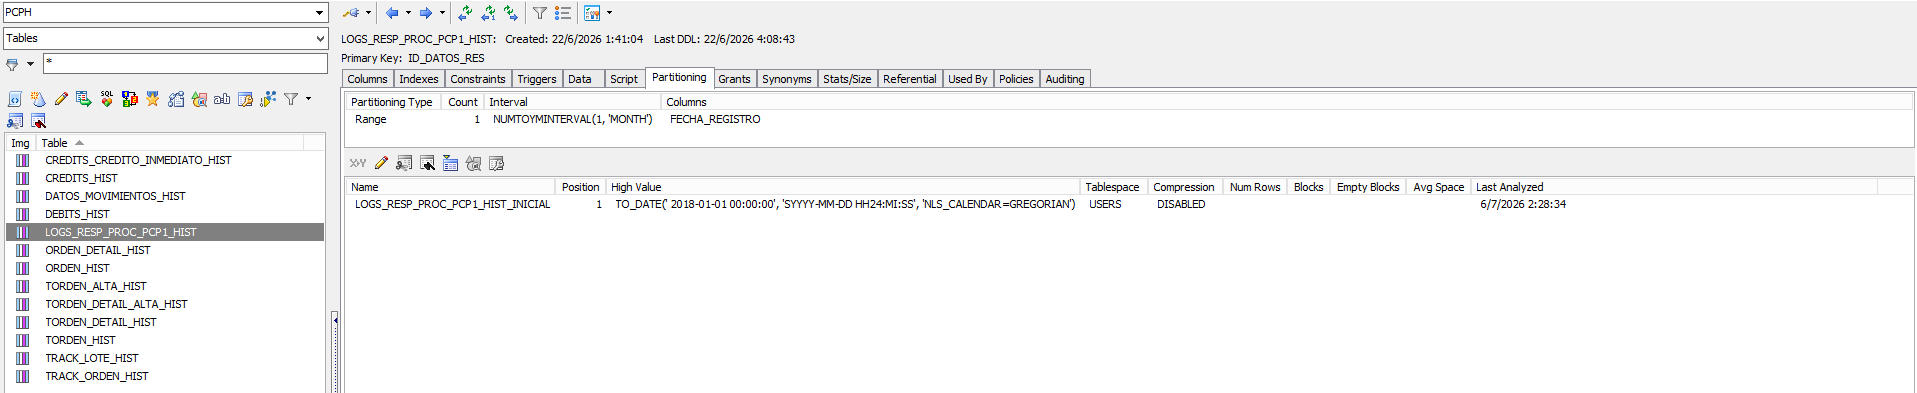 PCPH
Tables
*
Img Table
CREDITS_CREDITO_INMEDIATO_HIST
CREDITS_HIST
DATOS_MOVIMIENTOS_HIST
DEBITS_HIST
LOGS_RESP_PROC_PCP1_HIST
ORDEN_DETAIL_HIST
ORDEN_HIST
TORDEN_ALTA_HIST
TORDEN_DETAIL_ALTA_HIST
TORDEN_DETAIL_HIST
TORDEN_HIST
TRACK_LOTE_HIST
TRACK_ORDEN_HIST
LOGS_RESP_PROC_PCP1_HIST: Created: 22/6/2026 1:41:04 Last DDL: 22/6/2026 4:08:43
Primary Key: ID_DATOS_RES
Columns Indexes Constraints Triggers Data Script Partitioning Grants Synonyms Stats/Size Referential Used By Policies Auditing
Partitioning Type Count Interval Columns
Range 1 NUMTOYMINTERVAL(1, 'MONTH') FECHA_REGISTRO
Name Position High Value Tablespace Compression Num Rows Blocks Empty Blocks Avg Space Last Analyzed
LOGS_RESP_PROC_PCP1_HIST_INICIAL 1 TO_DATE(' 2018-01-01 00:00:00', 'SYYYY-MM-DD HH24:MI:SS', 'NLS_CALENDAR=GREGORIAN') USERS DISABLED 6/7/2026 2:28:34